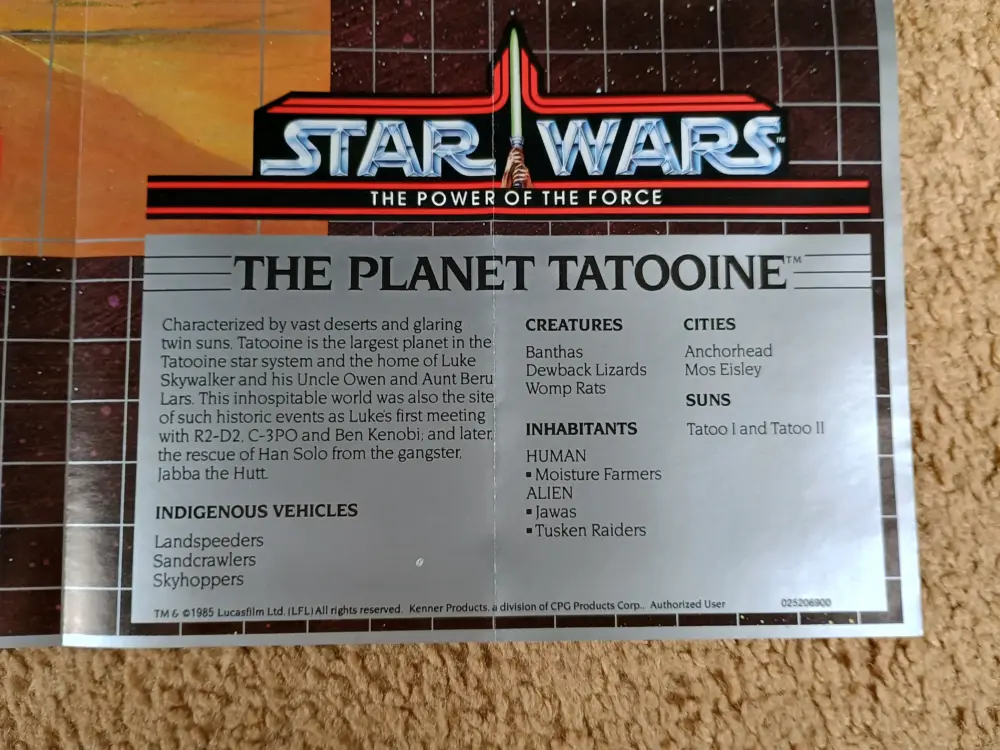 STAR WARS™
THE POWER OF THE FORCE
THE PLANET TATOOINE™
Characterized by vast deserts and glaring
twin suns, Tatooine is the largest planet in the
Tatooine star system and the home of Luke
Skywalker and his Uncle Owen and Aunt Beru
Lars. This inhospitable world was also the site
of such historic events as Luke's first meeting
with R2-D2, C-3PO and Ben Kenobi; and later,
the rescue of Han Solo from the gangster,
Jabba the Hutt.
INDIGENOUS VEHICLES
Landspeeders
Sandcrawlers
Skyhoppers
CREATURES
Banthas
Dewback Lizards
Womp Rats
INHABITANTS
HUMAN
▪ Moisture Farmers
ALIEN
▪ Jawas
▪ Tusken Raiders
CITIES
Anchorhead
Mos Eisley
SUNS
Tatoo I and Tatoo II
TM & ©1985 Lucasfilm Ltd. (LFL) All rights reserved. Kenner Products, a division of CPG Products Corp., Authorized User
025206900